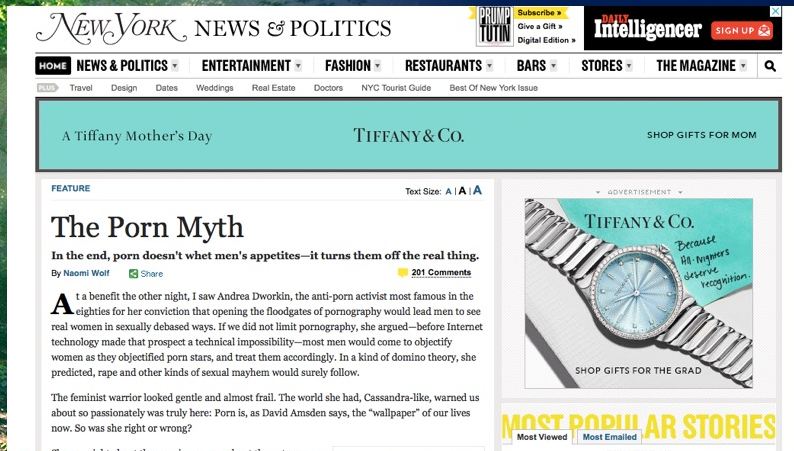 NEW YORK NEWS & POLITICS
PRUMP
TUTIN
Subscribe »
Give a Gift »
Digital Edition »
DAILY
Intelligencer
SIGN UP
HOME NEWS & POLITICS ENTERTAINMENT FASHION RESTAURANTS BARS STORES THE MAGAZINE
PLUS Travel Design Dates Weddings Real Estate Doctors NYC Tourist Guide Best Of New York Issue
A Tiffany Mother's Day TIFFANY & CO. SHOP GIFTS FOR MOM
FEATURE
Text Size: A | A | A
The Porn Myth
In the end, porn doesn't whet men's appetites—it turns them off the real thing.
By Naomi Wolf Share 201 Comments
At a benefit the other night, I saw Andrea Dworkin, the anti-porn activist most famous in the
eighties for her conviction that opening the floodgates of pornography would lead men to see
real women in sexually debased ways. If we did not limit pornography, she argued—before Internet
technology made that prospect a technical impossibility—most men would come to objectify
women as they objectified porn stars, and treat them accordingly. In a kind of domino theory, she
predicted, rape and other kinds of sexual mayhem would surely follow.
The feminist warrior looked gentle and almost frail. The world she had, Cassandra-like, warned us
about so passionately was truly here: Porn is, as David Amsden says, the “wallpaper” of our lives
now. So was she right or wrong?
ADVERTISEMENT
TIFFANY & CO.
Because
All-Nighters
deserve
recognition.
SHOP GIFTS FOR THE GRAD
MOST POPULAR STORIES
Most Viewed Most Emailed